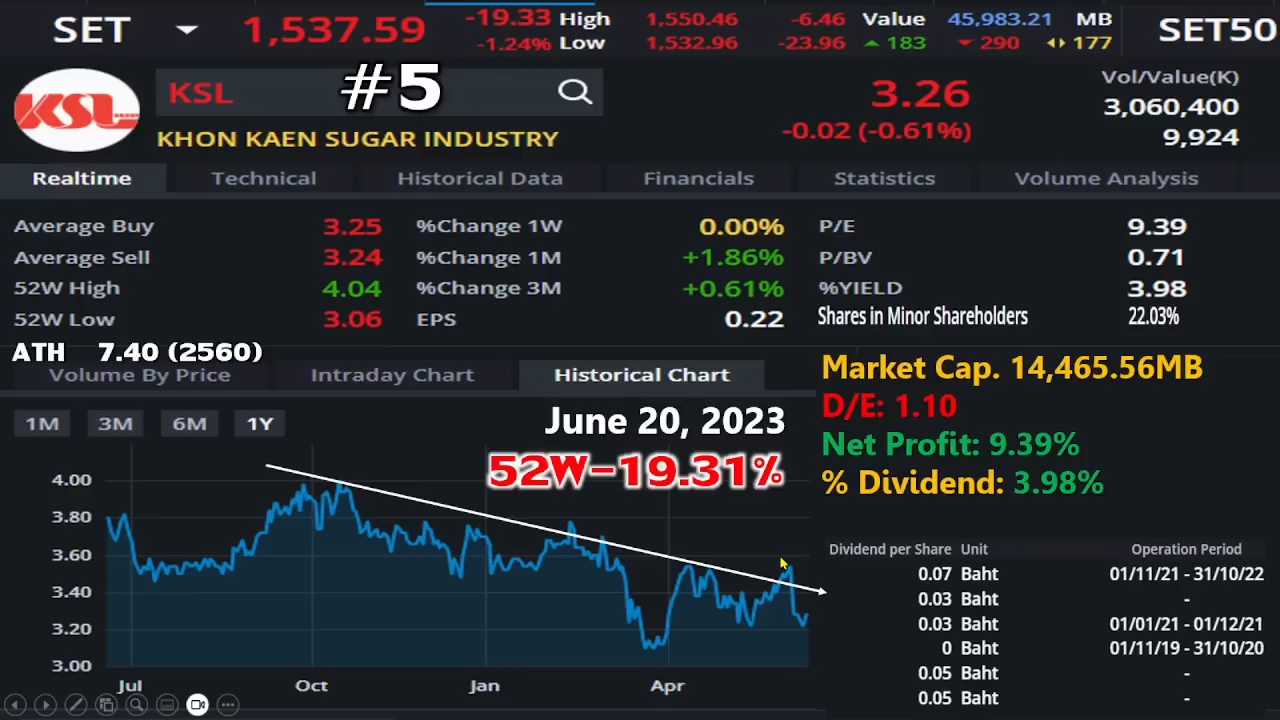 SET 1,537.59 -19.33 High 1,550.46 -6.46 Value 45,983.21 MB SET50
-1.24% Low 1,532.96 -23.96 183 290 177
KSL GROUP KSL #5 3.26 Vol/Value(K)
3,060,400
KHON KAEN SUGAR INDUSTRY -0.02 (-0.61%) 9,924
Realtime Technical Historical Data Financials Statistics Volume Analysis
Average Buy 3.25 %Change 1W 0.00% P/E 9.39
Average Sell 3.24 %Change 1M +1.86% P/BV 0.71
52W High 4.04 %Change 3M +0.61% %YIELD 3.98
52W Low 3.06 EPS 0.22 Shares in Minor Shareholders 22.03%
ATH 7.40 (2560)
Volume By Price Intraday Chart Historical Chart
Market Cap. 14,465.56MB
D/E: 1.10
Net Profit: 9.39%
% Dividend: 3.98%
1M 3M 6M 1Y June 20, 2023
52W-19.31%
4.00
3.80
3.60
3.40
3.20
3.00
Jul Oct Jan Apr
Dividend per Share Unit Operation Period
0.07 Baht 01/11/21 - 31/10/22
0.03 Baht -
0.03 Baht 01/01/21 - 01/12/21
0 Baht 01/11/19 - 31/10/20
0.05 Baht -
0.05 Baht -